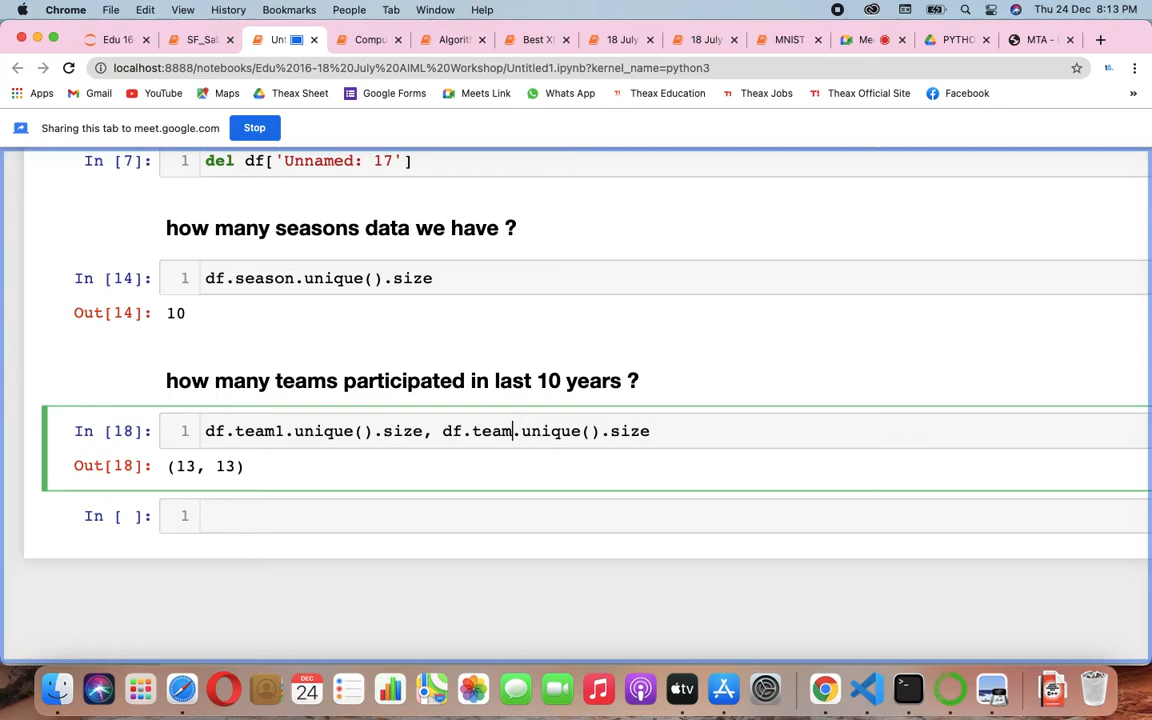 Chrome File Edit View History Bookmarks People Tab Window Help Thu 24 Dec 8:13 PM
Edu 16- SF_Sal Unt Compu Algorit Best XI 18 July 18 July MNIST Me PYTHO MTA -
localhost:8888/notebooks/Edu%2016-18%20July%20AIML%20Workshop/Untitled1.ipynb?kernel_name=python3
Apps Gmail YouTube Maps Theax Sheet Google Forms Meets Link Whats App Theax Education Theax Jobs Theax Official Site Facebook »
Sharing this tab to meet.google.com Stop
In [7]: 1 del df['Unnamed: 17']
how many seasons data we have ?
In [14]: 1 df.season.unique().size
Out[14]: 10
how many teams participated in last 10 years ?
In [18]: 1 df.team1.unique().size, df.team.unique().size
Out[18]: (13, 13)
In [ ]: 1
DEC
24
tv